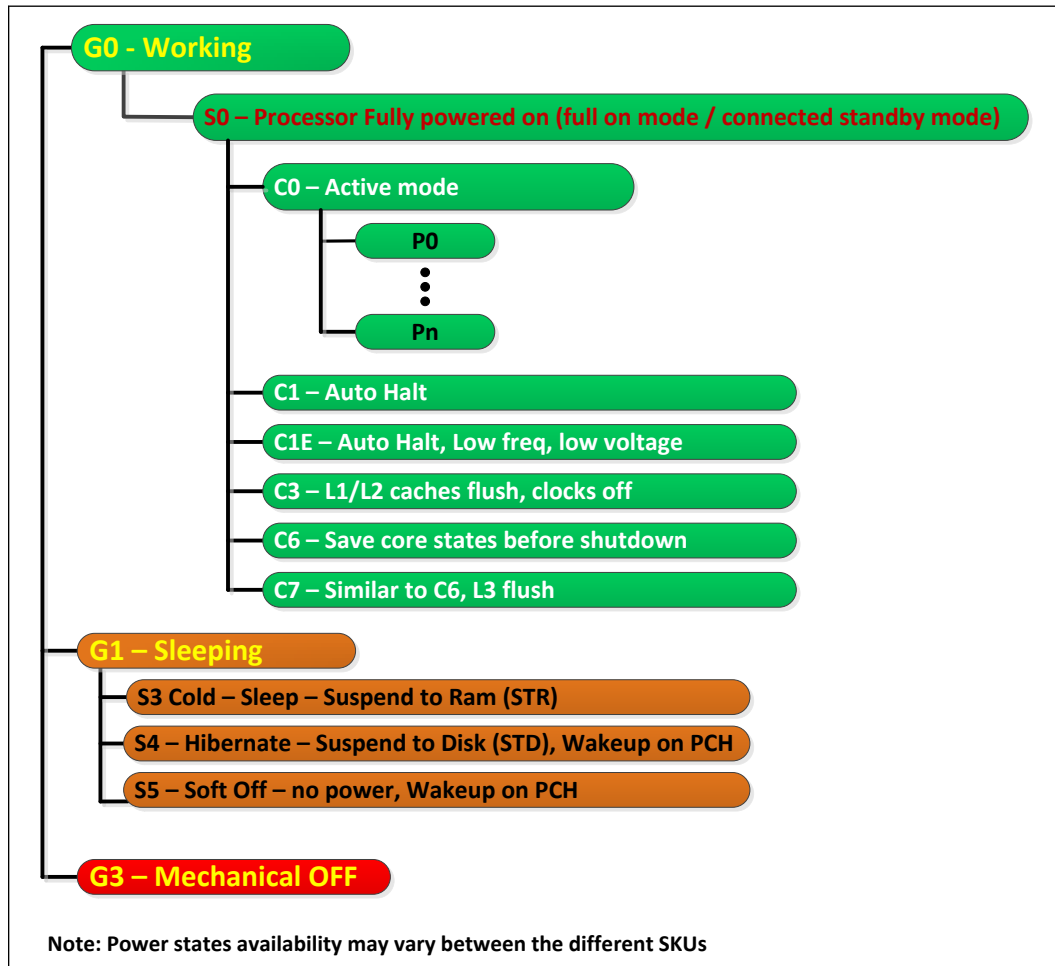 G0 - Working
S0 – Processor Fully powered on (full on mode / connected standby mode)
C0 – Active mode
P0
Pn
C1 – Auto Halt
C1E – Auto Halt, Low freq, low voltage
C3 – L1/L2 caches flush, clocks off
C6 – Save core states before shutdown
C7 – Similar to C6, L3 flush
G1 – Sleeping
S3 Cold – Sleep – Suspend to Ram (STR)
S4 – Hibernate – Suspend to Disk (STD), Wakeup on PCH
S5 – Soft Off – no power, Wakeup on PCH
G3 – Mechanical OFF
Note: Power states availability may vary between the different SKUs